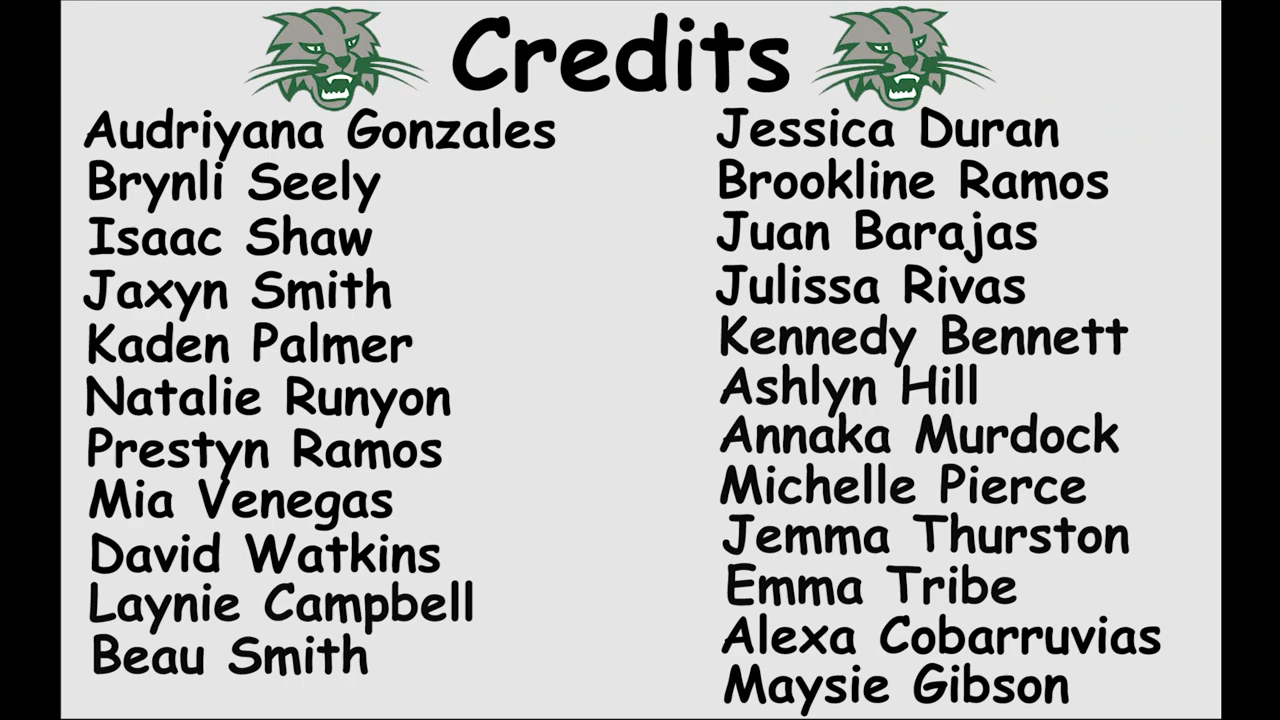 Credits
Audriyana Gonzales
Brynli Seely
Isaac Shaw
Jaxyn Smith
Kaden Palmer
Natalie Runyon
Prestyn Ramos
Mia Venegas
David Watkins
Laynie Campbell
Beau Smith
Jessica Duran
Brookline Ramos
Juan Barajas
Julissa Rivas
Kennedy Bennett
Ashlyn Hill
Annaka Murdock
Michelle Pierce
Jemma Thurston
Emma Tribe
Alexa Cobarruvias
Maysie Gibson